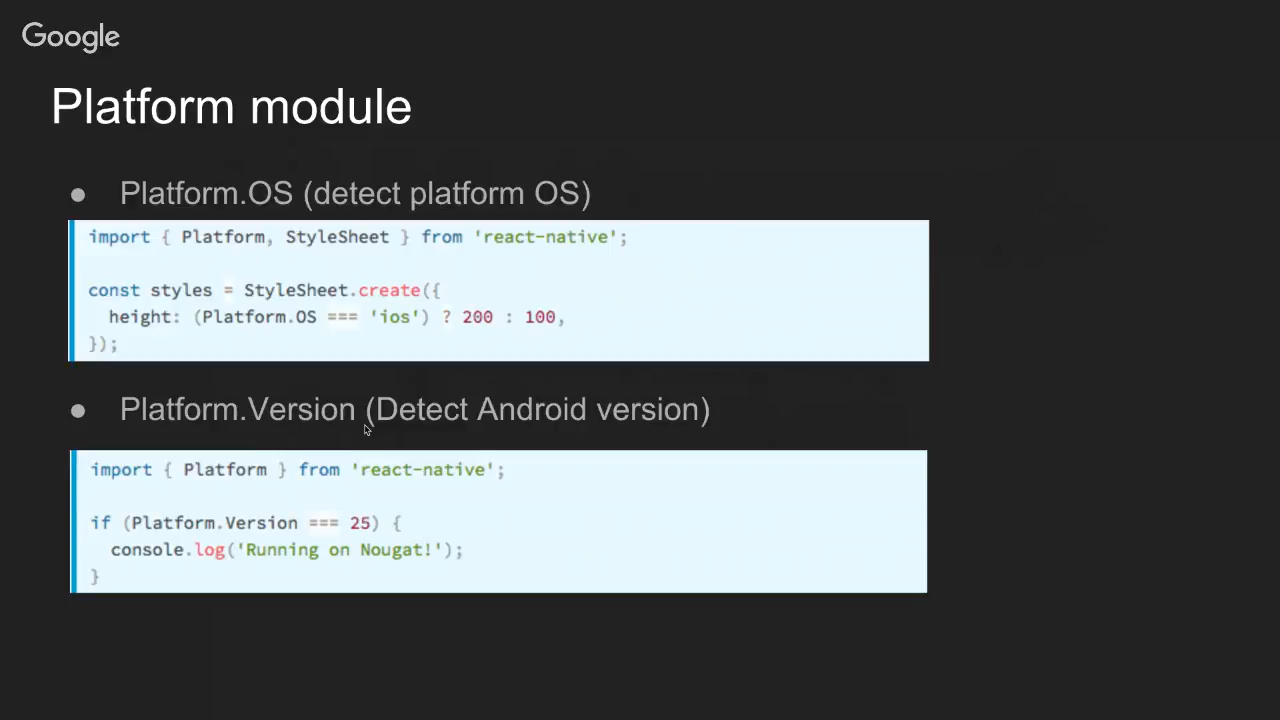 Google
Platform module
● Platform.OS (detect platform OS)
import { Platform, StyleSheet } from 'react-native';
const styles = StyleSheet.create({
  height: (Platform.OS === 'ios') ? 200 : 100,
});
● Platform.Version (Detect Android version)
import { Platform } from 'react-native';
if (Platform.Version === 25) {
  console.log('Running on Nougat!');
}